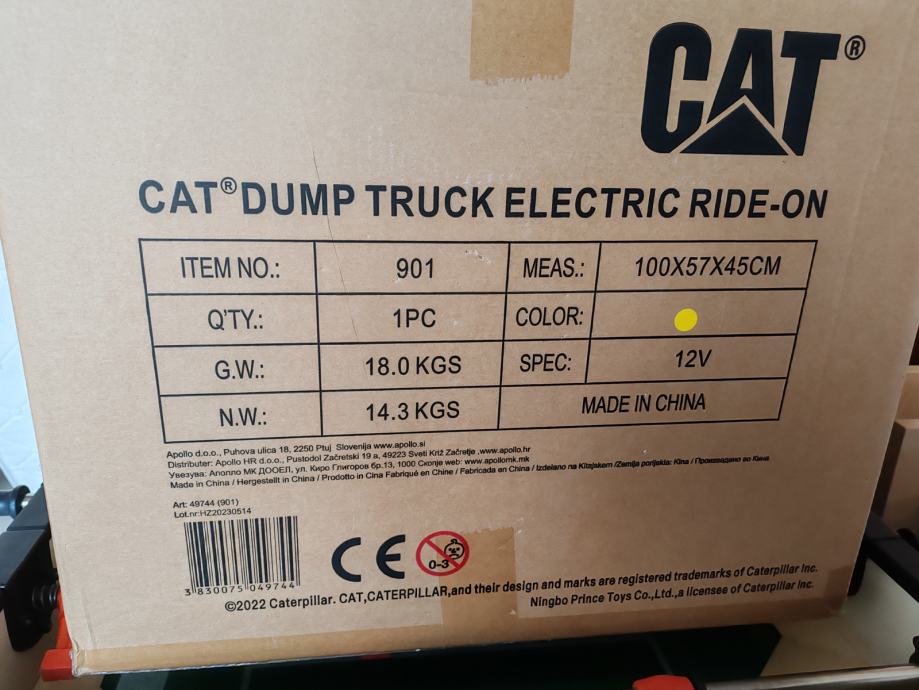 CAT®
CAT® DUMP TRUCK ELECTRIC RIDE-ON
ITEM NO.: 901 MEAS.: 100X57X45CM
Q'TY.: 1PC COLOR:
G.W.: 18.0 KGS SPEC: 12V
N.W.: 14.3 KGS MADE IN CHINA
Apollo d.o.o., Puhova ulica 18, 2250 Ptuj Slovenija www.apollo.si
Distributer: Apollo HR d.o.o., Pustodol Začretski 19 a, 49223 Sveti Križ Začretje ,www.apollo.hr
Увезува: Аполло МК ДООЕЛ, ул. Киро Глигоров бр.13, 1000 Скопје web: www.apollomk.mk
Made in China / Hergestellt in China / Prodotto in Cina Fabriqué en Chine / Fabricada en China / Izdelano na Kitajskem /Zemlja porijekla: Kina / Произведано во Кина
Art: 49744 (901)
Lot.nr:HZ20230514
3 830075 049744
CE
0-3
©2022 Caterpillar. CAT,CATERPILLAR,and their design and marks are registered trademarks of Caterpillar Inc.
Ningbo Prince Toys Co.,Ltd.,a licensee of Caterpillar Inc.